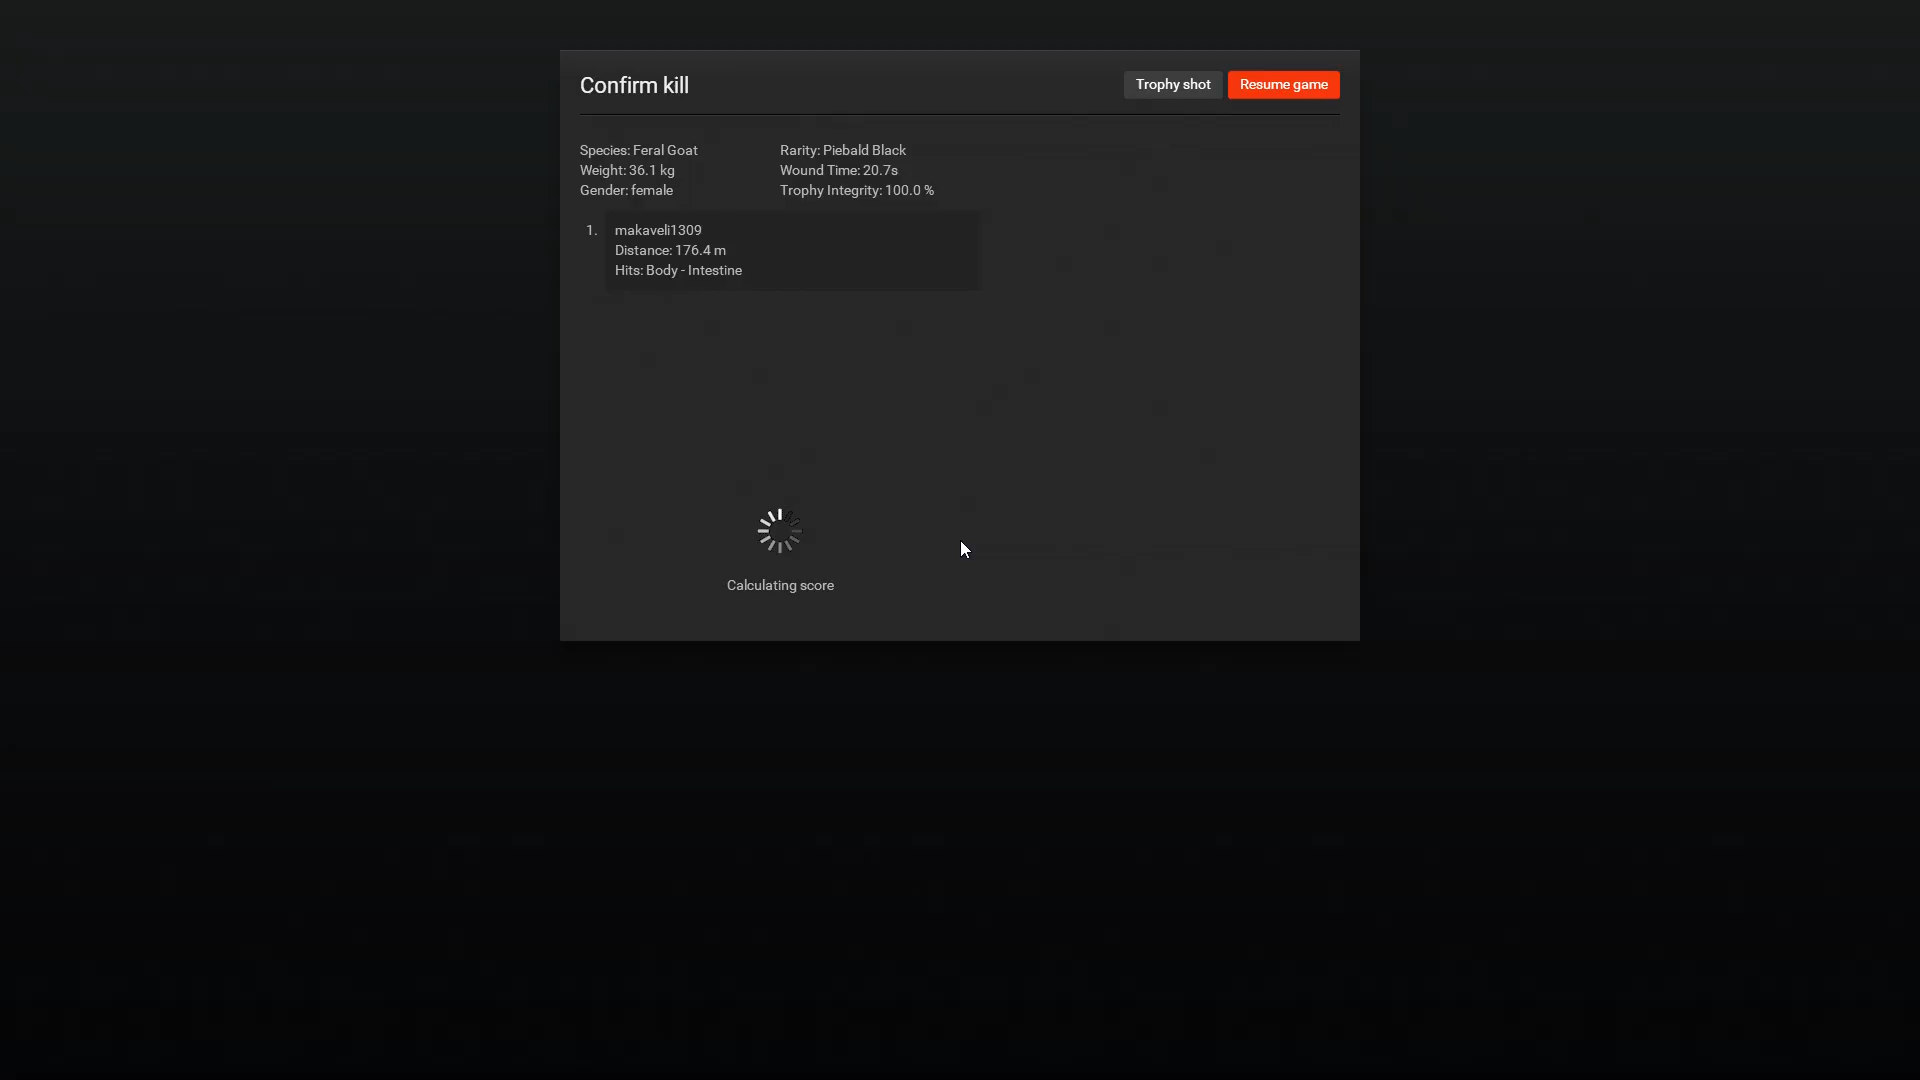 Confirm kill
Trophy shot
Resume game
Species: Feral Goat
Weight: 36.1 kg
Gender: female
Rarity: Piebald Black
Wound Time: 20.7s
Trophy Integrity: 100.0 %
1.
makaveli1309
Distance: 176.4 m
Hits: Body - Intestine
Calculating score